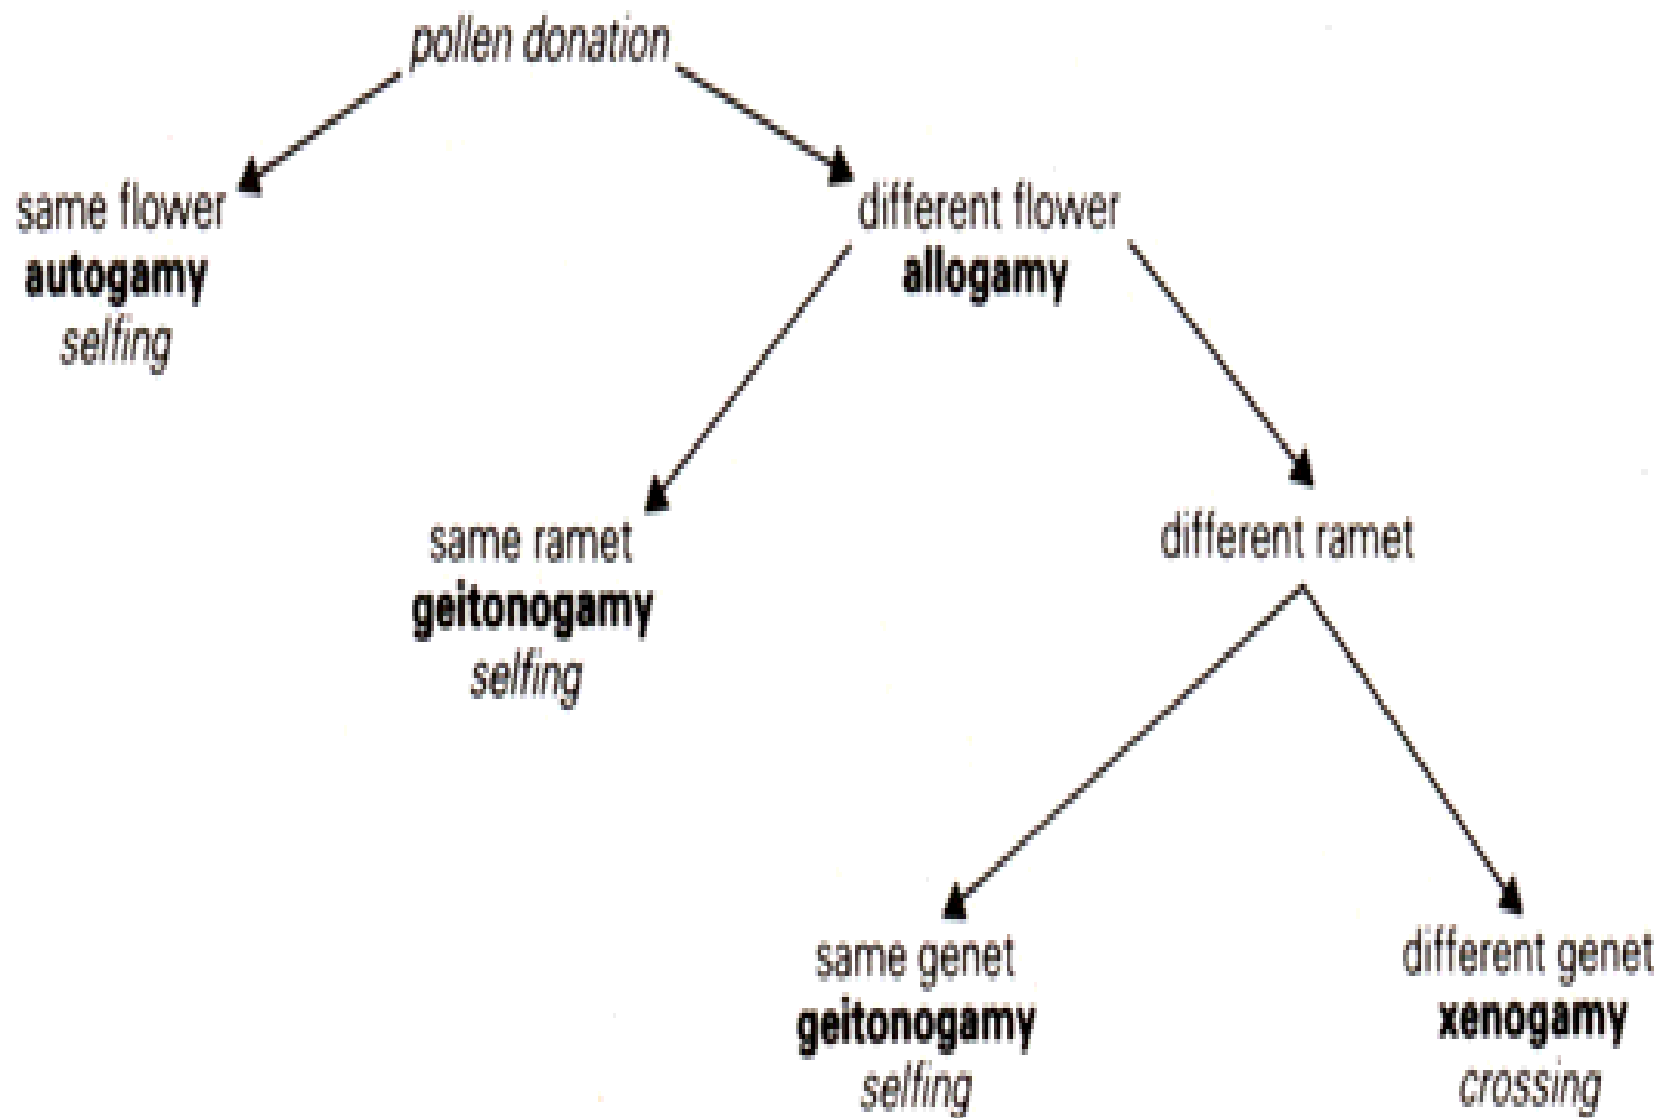 pollen donation
same flower
autogamy
selfing
different flower
allogamy
same ramet
geitonogamy
selfing
different ramet
same genet
geitonogamy
selfing
different genet
xenogamy
crossing